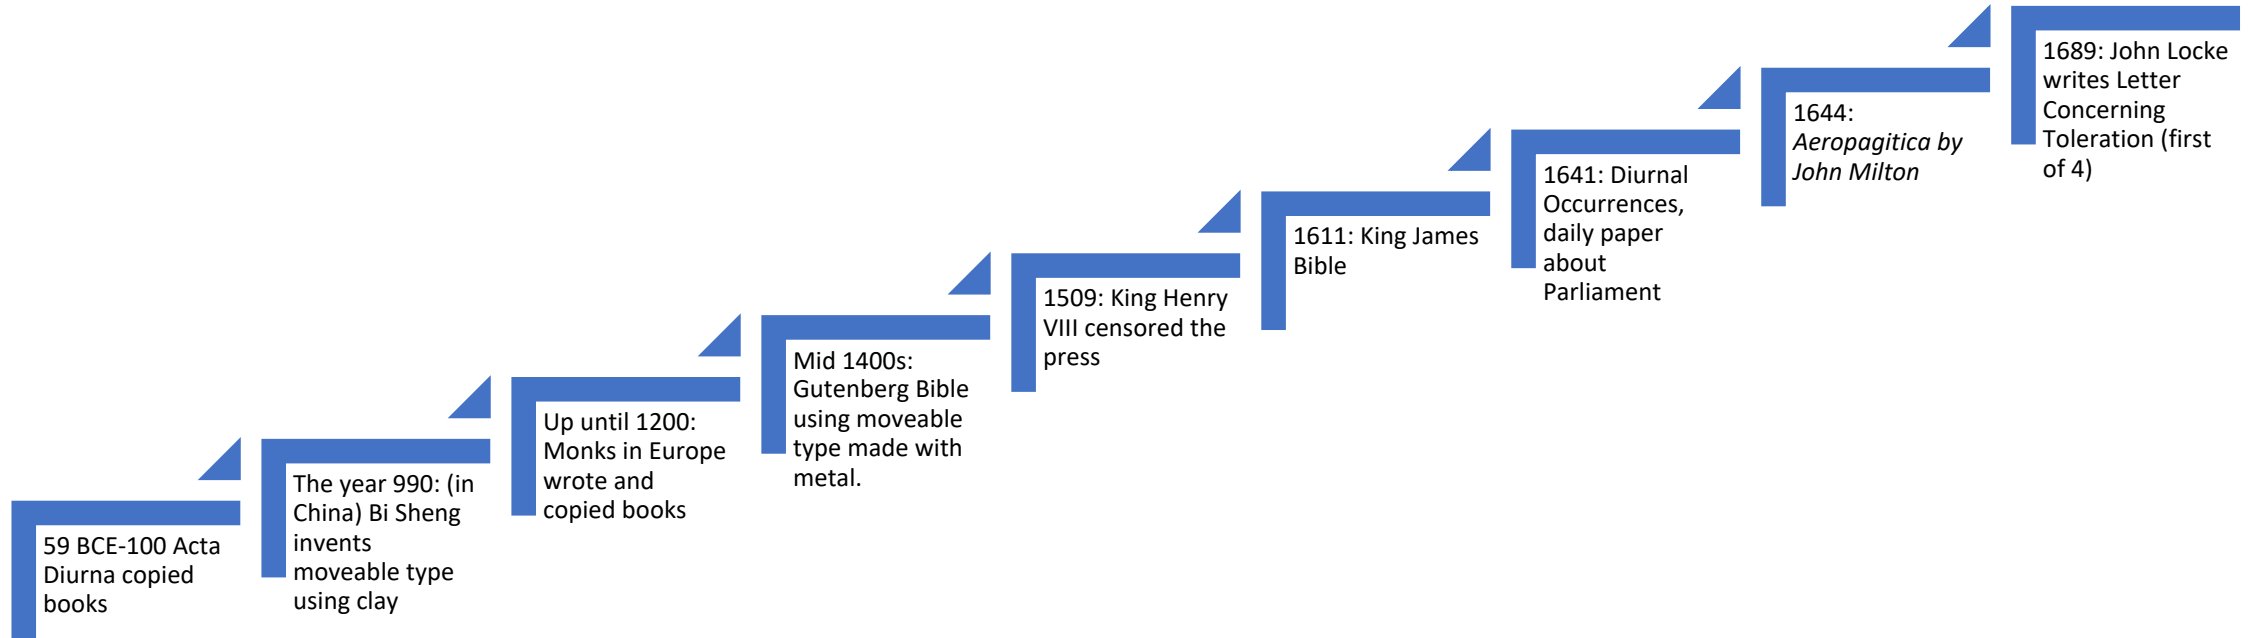 59 BCE-100 Acta
Diurna copied
books
The year 990: (in
China) Bi Sheng
invents
moveable type
using clay
Up until 1200:
Monks in Europe
wrote and
copied books
Mid 1400s:
Gutenberg Bible
using moveable
type made with
metal.
1509: King Henry
VIII censored the
press
1611: King James
Bible
1641: Diurnal
Occurrences,
daily paper
about
Parliament
1644:
Aeropagitica by
John Milton
1689: John Locke
writes Letter
Concerning
Toleration (first
of 4)